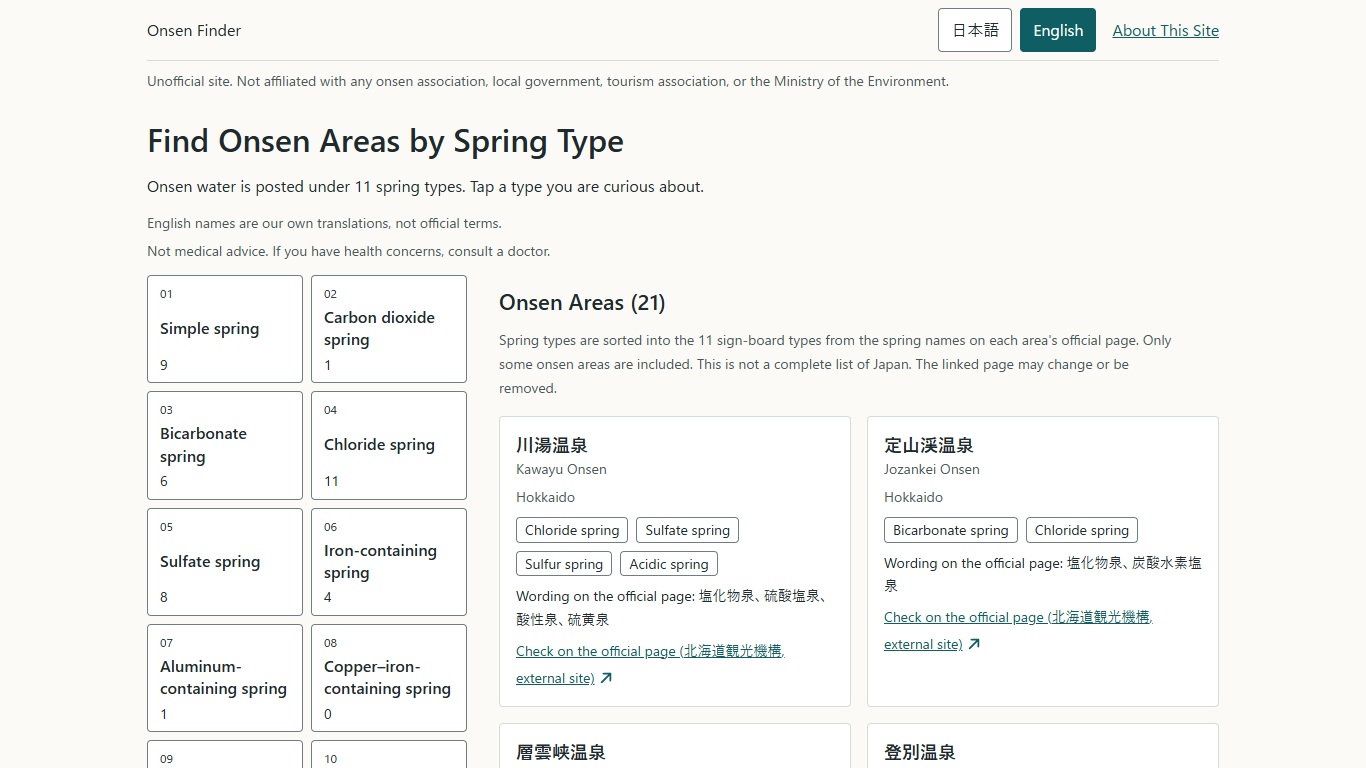 Onsen Finder
日本語
English
About This Site
Unofficial site. Not affiliated with any onsen association, local government, tourism association, or the Ministry of the Environment.
Find Onsen Areas by Spring Type
Onsen water is posted under 11 spring types. Tap a type you are curious about.
English names are our own translations, not official terms.
Not medical advice. If you have health concerns, consult a doctor.
01
Simple spring
9
02
Carbon dioxide
spring
1
03
Bicarbonate
spring
6
04
Chloride spring
11
05
Sulfate spring
8
06
Iron-containing
spring
4
07
Aluminum-
containing spring
1
08
Copper–iron-
containing spring
0
09
10
Onsen Areas (21)
Spring types are sorted into the 11 sign-board types from the spring names on each area's official page. Only
some onsen areas are included. This is not a complete list of Japan. The linked page may change or be
removed.
川湯温泉
Kawayu Onsen
Hokkaido
Chloride spring
Sulfate spring
Sulfur spring
Acidic spring
Wording on the official page: 塩化物泉、硫酸塩泉、
酸性泉、硫黄泉
Check on the official page (北海道観光機構,
external site)
定山渓温泉
Jozankei Onsen
Hokkaido
Bicarbonate spring
Chloride spring
Wording on the official page: 塩化物泉、炭酸水素塩
泉
Check on the official page (北海道観光機構,
external site)
層雲峡温泉
登別温泉